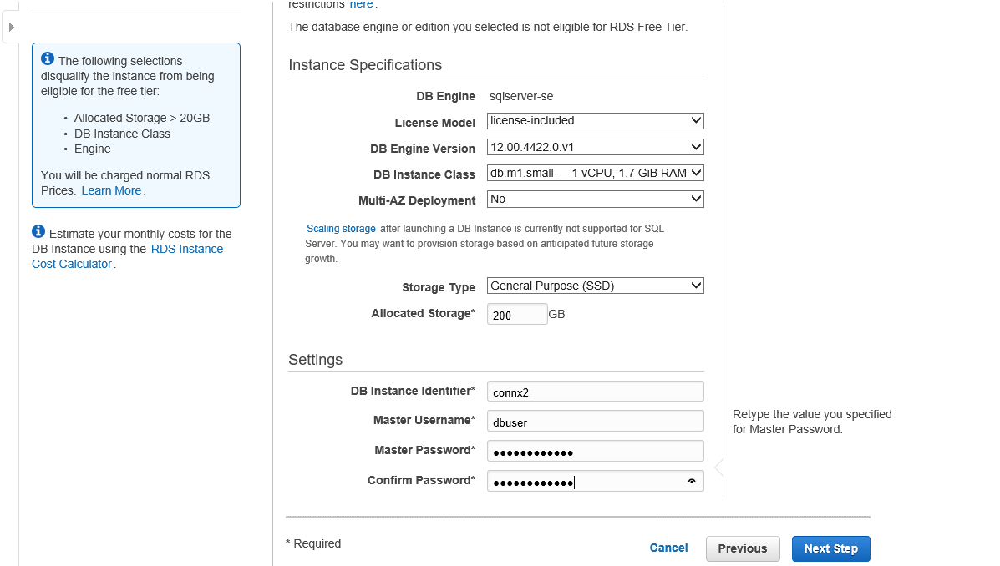 restrictions here.
The database engine or edition you selected is not eligible for RDS Free Tier.
The following selections
disqualify the instance from being
eligible for the free tier:
• Allocated Storage > 20GB
• DB Instance Class
• Engine
You will be charged normal RDS
Prices. Learn More.
Estimate your monthly costs for the
DB Instance using the RDS Instance
Cost Calculator.
Instance Specifications
DB Engine sqlserver-se
License Model license-included
DB Engine Version 12.00.4422.0.v1
DB Instance Class db.m1.small — 1 vCPU, 1.7 GiB RAM
Multi-AZ Deployment No
Scaling storage after launching a DB Instance is currently not supported for SQL
Server. You may want to provision storage based on anticipated future storage
growth.
Storage Type General Purpose (SSD)
Allocated Storage* 200 GB
Settings
DB Instance Identifier* connx2
Master Username* dbuser
Master Password* ●●●●●●●●●●●●
Confirm Password* ●●●●●●●●●●●●
Retype the value you specified
for Master Password.
* Required
Cancel Previous Next Step